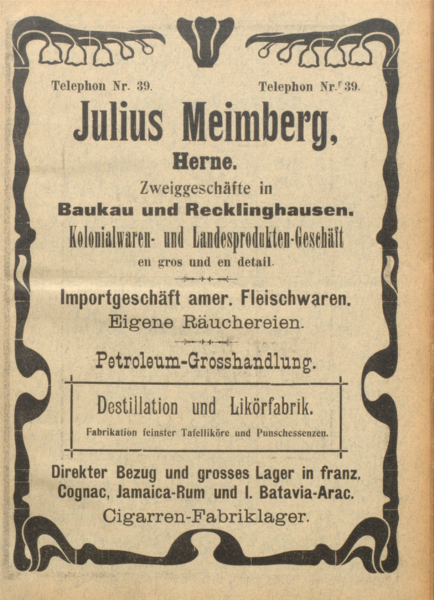 Telephon Nr. 39. Telephon Nr. 39.
Julius Meimberg,
Herne.
Zweiggeschäfte in
Baukau und Recklinghausen.
Kolonialwaren- und Landesprodukten-Geschäft
en gros und en detail.
Importgeschäft amer. Fleischwaren.
Eigene Räuchereien.
Petroleum-Grosshandlung.
Destillation und Likörfabrik.
Fabrikation feinster Tafelliköre und Punschessenzen.
Direkter Bezug und grosses Lager in franz.
Cognac, Jamaica-Rum und I. Batavia-Arac.
Cigarren-Fabriklager.